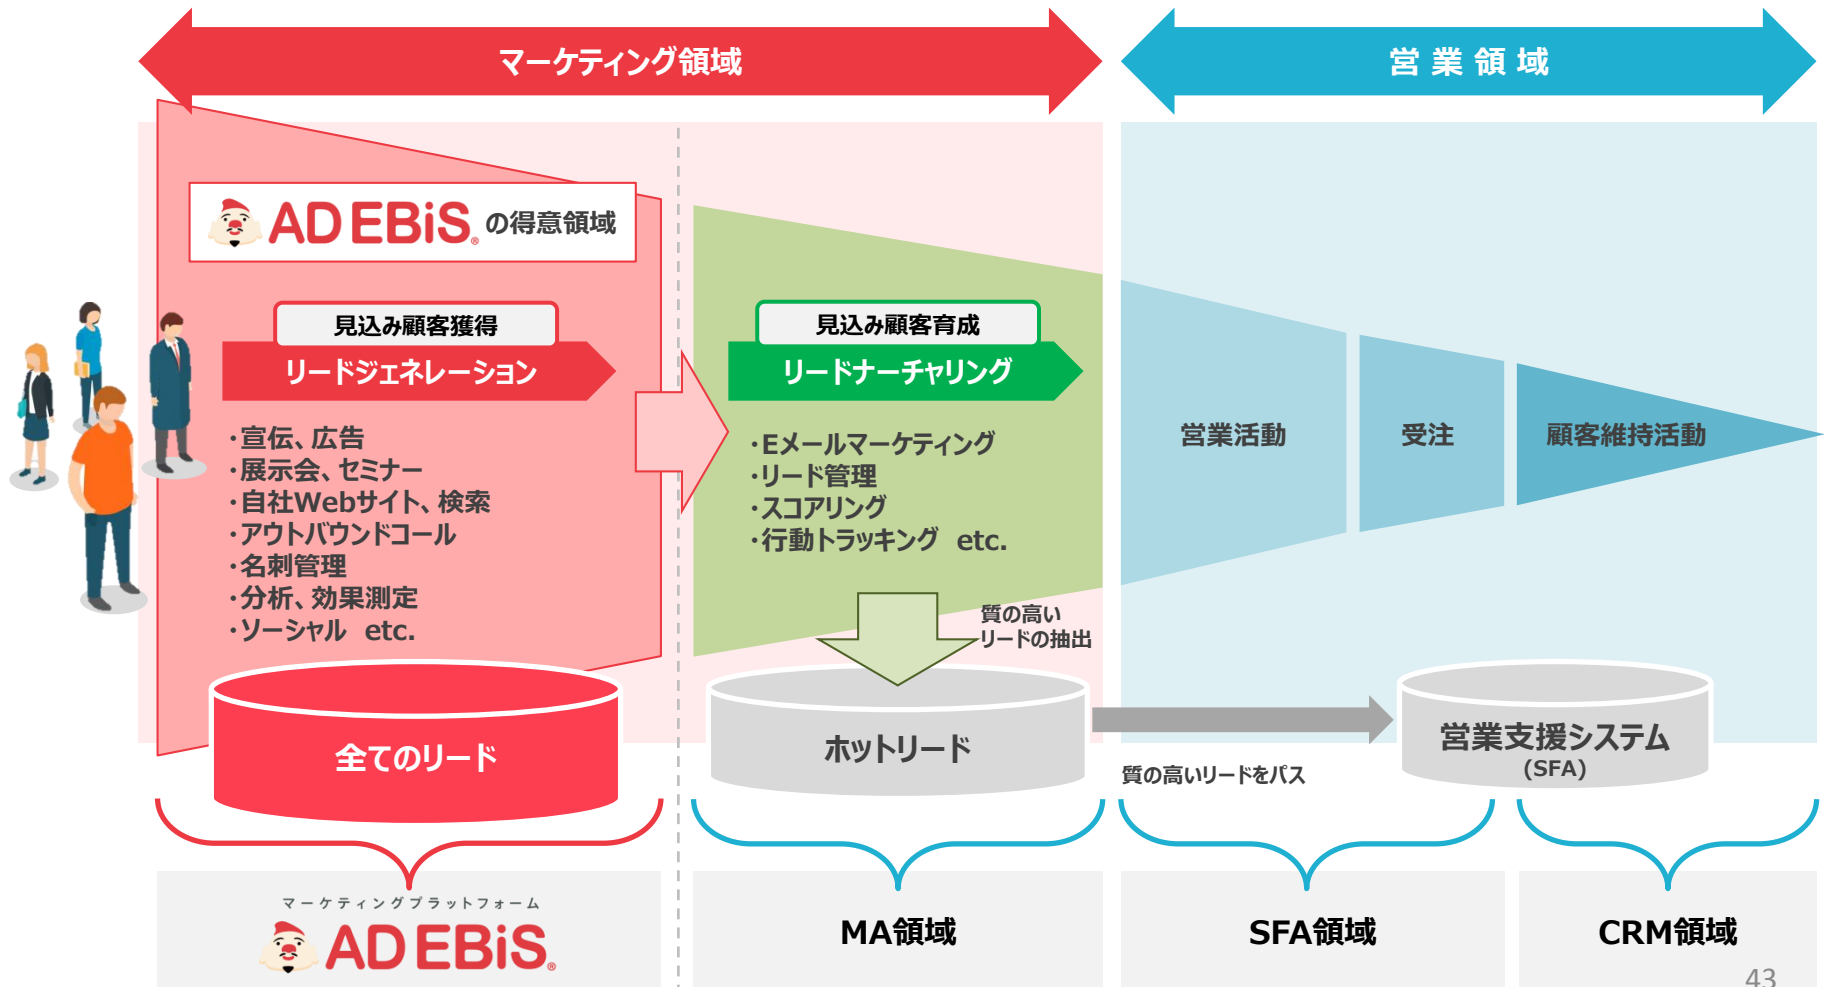 マーケティング領域
営業領域
AD EBiS® の得意領域
見込み顧客獲得
リードジェネレーション
・宣伝、広告
・展示会、セミナー
・自社Webサイト、検索
・アウトバウンドコール
・名刺管理
・分析、効果測定
・ソーシャル etc.
全てのリード
見込み顧客育成
リードナーチャリング
・Eメールマーケティング
・リード管理
・スコアリング
・行動トラッキング etc.
質の高い
リードの抽出
ホットリード
営業活動
受注
顧客維持活動
質の高いリードをパス
営業支援システム
(SFA)
マーケティングプラットフォーム
AD EBiS®
MA領域
SFA領域
CRM領域
43